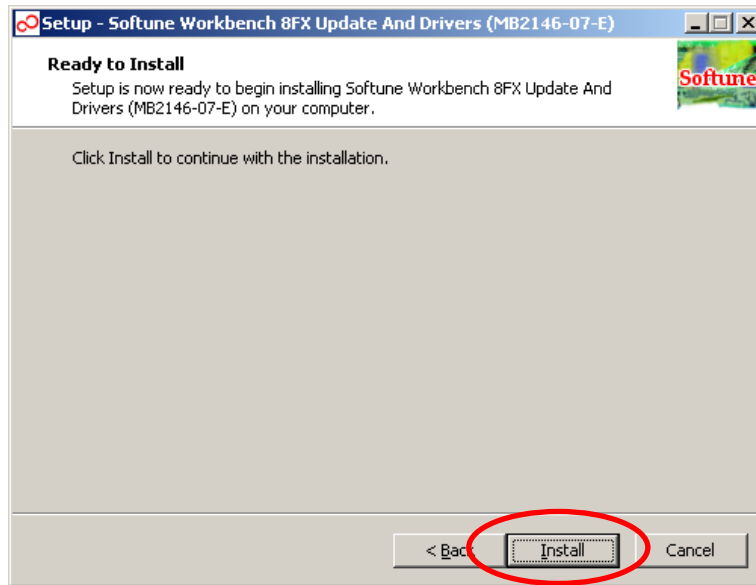 Setup - Softune Workbench 8FX Update And Drivers (MB2146-07-E)
Ready to Install
Setup is now ready to begin installing Softune Workbench 8FX Update And
Drivers (MB2146-07-E) on your computer.
Softune
Click Install to continue with the installation.
< Back
Install
Cancel